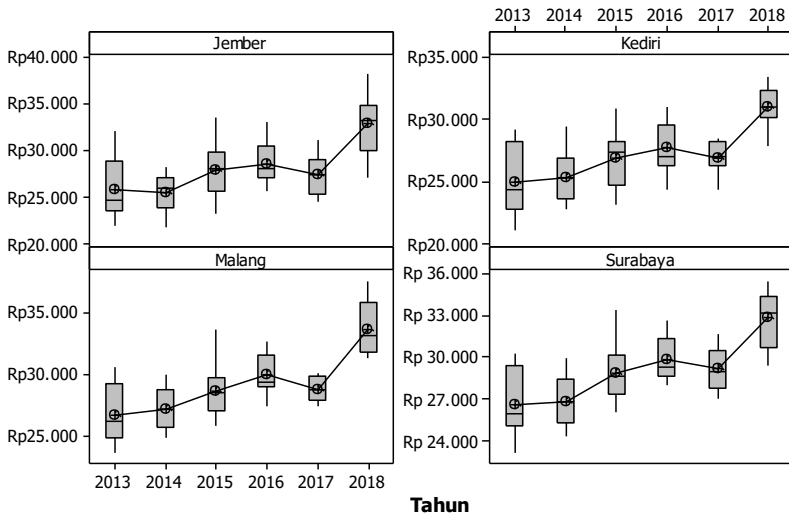 2013 2014 2015 2016 2017 2018
Jember
Kediri
Rp40.000
Rp35.000
Rp30.000
Rp25.000
Rp20.000
Rp35.000
Rp30.000
Rp25.000
Rp20.000
Malang
Surabaya
Rp35.000
Rp30.000
Rp25.000
Rp 36.000
Rp 33.000
Rp 30.000
Rp 27.000
Rp 24.000
2013 2014 2015 2016 2017 2018
Tahun